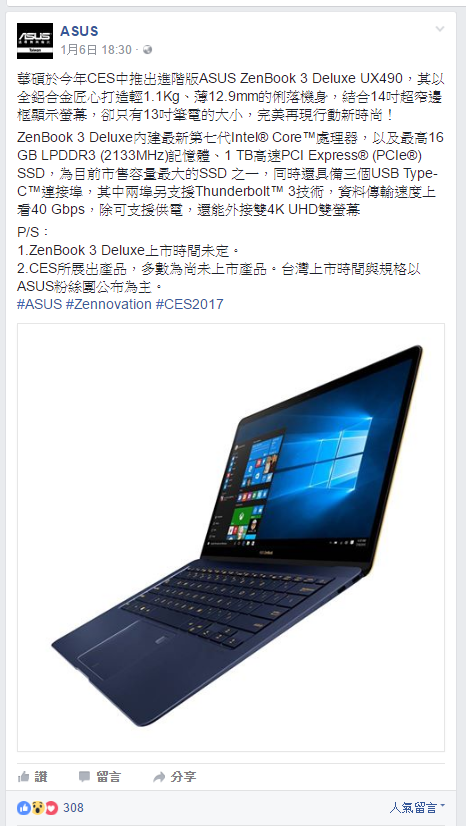 ASUS
ASUS
1月6日 18:30 ·
華碩於今年CES中推出進階版ASUS ZenBook 3 Deluxe UX490，其以
全鋁合金匠心打造輕1.1Kg、薄12.9mm的俐落機身，結合14吋超窄邊
框顯示螢幕，卻只有13吋筆電的大小，完美再現行動新時尚！
ZenBook 3 Deluxe內建最新第七代Intel® Core™處理器，以及最高16
GB LPDDR3 (2133MHz)記憶體、1 TB高速PCI Express® (PCIe®)
SSD，為目前市售容量最大的SSD 之一，同時還具備三個USB Type-
C™連接埠，其中兩埠另支援Thunderbolt™ 3技術，資料傳輸速度上
看40 Gbps，除可支援供電，還能外接雙4K UHD雙螢幕
P/S：
1.ZenBook 3 Deluxe上市時間未定。
2.CES所展出產品，多數為尚未上市產品。台灣上市時間與規格以
ASUS粉絲團公布為主。
#ASUS #Zennovation #CES2017
讚 留言 分享
308 人氣留言